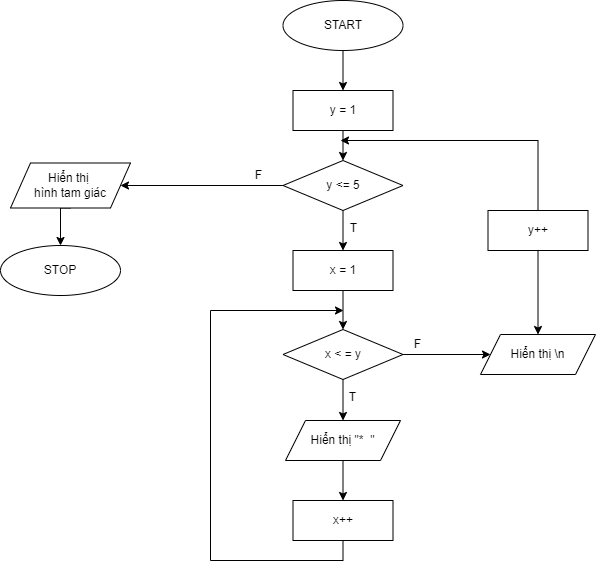 START
y = 1
y <= 5
F
Hiển thị
hình tam giác
STOP
T
x = 1
y++
x < = y
F
Hiển thị \n
T
Hiển thị "*  "
x++